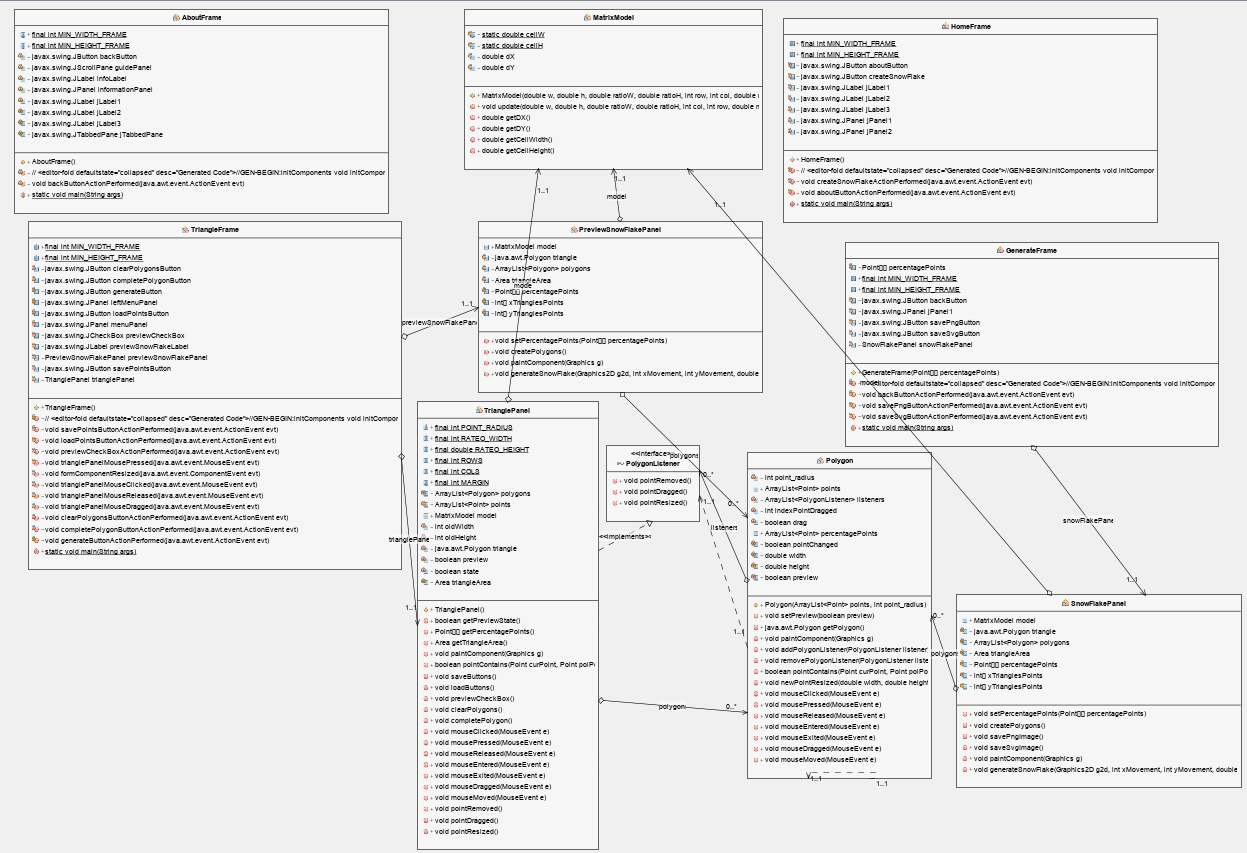 AboutFrame
+ final int MIN_WIDTH_FRAME
+ final int MIN_HEIGHT_FRAME
- javax.swing.JButton backButton
- javax.swing.JScrollPane guidePanel
- javax.swing.JLabel infoLabel
- javax.swing.JPanel informationPanel
- javax.swing.JLabel jLabel1
- javax.swing.JLabel jLabel2
- javax.swing.JLabel jLabel3
- javax.swing.JTabbedPane jTabbedPane
+ AboutFrame()
- // <editor-fold defaultstate="collapsed" desc="Generated Code">//GEN-BEGIN:initComponents void initCompor
- void backButtonActionPerformed(java.awt.event.ActionEvent evt)
+ static void main(String args)
MatrixModel
- static double cellW
- static double cellH
- double dX
- double dY
+ MatrixModel(double w, double h, double ratioW, double ratioH, int row, int col, double
+ void update(double w, double h, double ratioW, double ratioH, int col, int row, double
+ double getDX()
+ double getDY()
+ double getCellWidth()
+ double getCellHeight()
HomeFrame
+ final int MIN_WIDTH_FRAME
+ final int MIN_HEIGHT_FRAME
- javax.swing.JButton aboutButton
- javax.swing.JButton createSnowFlake
- javax.swing.JLabel jLabel1
- javax.swing.JLabel jLabel2
- javax.swing.JLabel jLabel3
- javax.swing.JPanel jPanel1
- javax.swing.JPanel jPanel2
+ HomeFrame()
- // <editor-fold defaultstate="collapsed" desc="Generated Code">//GEN-BEGIN:initComponents void initCompor
- void createSnowFlakeActionPerformed(java.awt.event.ActionEvent evt)
- void aboutButtonActionPerformed(java.awt.event.ActionEvent evt)
+ static void main(String args)
1..1
1..1
model
1..1
TriangleFrame
+ final int MIN_WIDTH_FRAME
+ final int MIN_HEIGHT_FRAME
- javax.swing.JButton clearPolygonsButton
- javax.swing.JButton completePolygonButton
- javax.swing.JButton generateButton
- javax.swing.JPanel leftMenuPanel
- javax.swing.JButton loadPointsButton
- javax.swing.JPanel menuPanel
- javax.swing.JCheckBox previewCheckBox
- javax.swing.JLabel previewSnowFlakeLabel
- PreviewSnowFlakePanel previewSnowFlakePanel
- javax.swing.JButton savePointsButton
- TrianglePanel trianglePanel
+ TriangleFrame()
- // <editor-fold defaultstate="collapsed" desc="Generated Code">//GEN-BEGIN:initComponents void initCompor
- void savePointsButtonActionPerformed(java.awt.event.ActionEvent evt)
- void loadPointsButtonActionPerformed(java.awt.event.ActionEvent evt)
- void previewCheckBoxActionPerformed(java.awt.event.ActionEvent evt)
- void trianglePanelMousePressed(java.awt.event.MouseEvent evt)
- void formComponentResized(java.awt.event.ComponentEvent evt)
- void trianglePanelMouseClicked(java.awt.event.MouseEvent evt)
- void trianglePanelMouseReleased(java.awt.event.MouseEvent evt)
- void trianglePanelMouseDragged(java.awt.event.MouseEvent evt)
- void clearPolygonsButtonActionPerformed(java.awt.event.ActionEvent evt)
- void completePolygonButtonActionPerformed(java.awt.event.ActionEvent evt)
- void generateButtonActionPerformed(java.awt.event.ActionEvent evt)
+ static void main(String args)
1..1
previewSnowFlakePane
trianglePane
1..1
PreviewSnowFlakePanel
+ MatrixModel model
- java.awt.Polygon triangle
- ArrayList<Polygon> polygons
- Area triangleArea
mode
- Point[][] percentagePoints
- int[] xTrianglesPoints
- int[] yTrianglesPoints
+ void setPercentagePoints(Point[][] percentagePoints)
+ void createPolygons()
+ void paintComponent(Graphics g)
+ void generateSnowFlake(Graphics2D g2d, int xMovement, int yMovement, double
GenerateFrame
- Point[][] percentagePoints
+ final int MIN_WIDTH_FRAME
+ final int MIN_HEIGHT_FRAME
- javax.swing.JButton backButton
- javax.swing.JPanel jPanel1
- javax.swing.JButton savePngButton
- javax.swing.JButton saveSvgButton
- SnowFlakePanel snowFlakePanel
+ GenerateFrame(Point[][] percentagePoints)
editor-fold defaultstate="collapsed" desc="Generated Code">//GEN-BEGIN:initComponents void initCompor
model
- void backButtonActionPerformed(java.awt.event.ActionEvent evt)
- void savePngButtonActionPerformed(java.awt.event.ActionEvent evt)
- void saveSvgButtonActionPerformed(java.awt.event.ActionEvent evt)
+ static void main(String args)
TrianglePanel
+ final int POINT_RADIUS
+ final int RATEO_WIDTH
+ final double RATEO_HEIGHT
+ final int ROWS
+ final int COLS
+ final int MARGIN
- ArrayList<Polygon> polygons
- ArrayList<Point> points
+ MatrixModel model
- int oldWidth
- int oldHeight
- java.awt.Polygon triangle
- boolean preview
- boolean state
- Area triangleArea
+ TrianglePanel()
+ boolean getPreviewState()
+ Point[][] getPercentagePoints()
+ Area getTriangleArea()
+ void paintComponent(Graphics g)
+ boolean pointContains(Point curPoint, Point polP
+ void saveButtons()
+ void loadButtons()
+ void previewCheckBox()
+ void clearPolygons()
+ void completePolygon()
+ void mouseClicked(MouseEvent e)
+ void mousePressed(MouseEvent e)
+ void mouseReleased(MouseEvent e)
+ void mouseEntered(MouseEvent e)
+ void mouseExited(MouseEvent e)
+ void mouseDragged(MouseEvent e)
+ void mouseMoved(MouseEvent e)
+ void pointRemoved()
+ void pointDragged()
+ void pointResized()
<<interface>>
polygons
PolygonListener
+ void pointRemoved()
+ void pointDragged()
+ void pointResized()
<<implements>>
0..*
1..1
0..*
listeners
1..1
polygons
0..*
Polygon
- int point_radius
+ ArrayList<Point> points
- ArrayList<PolygonListener> listeners
- int indexPointDragged
- boolean drag
+ ArrayList<Point> percentagePoints
- boolean pointChanged
- double width
- double height
- boolean preview
+ Polygon(ArrayList<Point> points, int point_radius)
+ void setPreview(boolean preview)
+ java.awt.Polygon getPolygon()
+ void paintComponent(Graphics g)
+ void addPolygonListener(PolygonListener listener
+ void removePolygonListener(PolygonListener liste
+ boolean pointContains(Point curPoint, Point polPo
+ void newPointResized(double width, double heigh
+ void mouseClicked(MouseEvent e)
+ void mousePressed(MouseEvent e)
+ void mouseReleased(MouseEvent e)
+ void mouseEntered(MouseEvent e)
+ void mouseExited(MouseEvent e)
+ void mouseDragged(MouseEvent e)
+ void mouseMoved(MouseEvent e)
1..1
1..1
snowFlakePane
1..1
0..*
polygon
SnowFlakePanel
+ MatrixModel model
- java.awt.Polygon triangle
- ArrayList<Polygon> polygons
- Area triangleArea
- Point[][] percentagePoints
- int[] xTrianglesPoints
- int[] yTrianglesPoints
+ void setPercentagePoints(Point[][] percentagePoints)
+ void createPolygons()
+ void savePngImage()
+ void saveSvgImage()
+ void paintComponent(Graphics g)
+ void generateSnowFlake(Graphics2D g2d, int xMovement, int yMovement, double